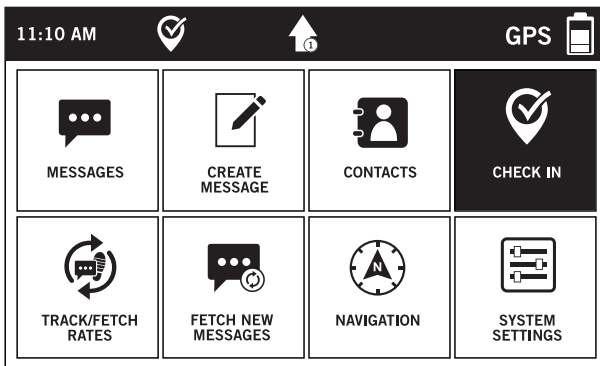 11:10 AM
1
GPS
MESSAGES
CREATE
MESSAGE
CONTACTS
CHECK IN
TRACK/FETCH
RATES
FETCH NEW
MESSAGES
N
NAVIGATION
SYSTEM
SETTINGS